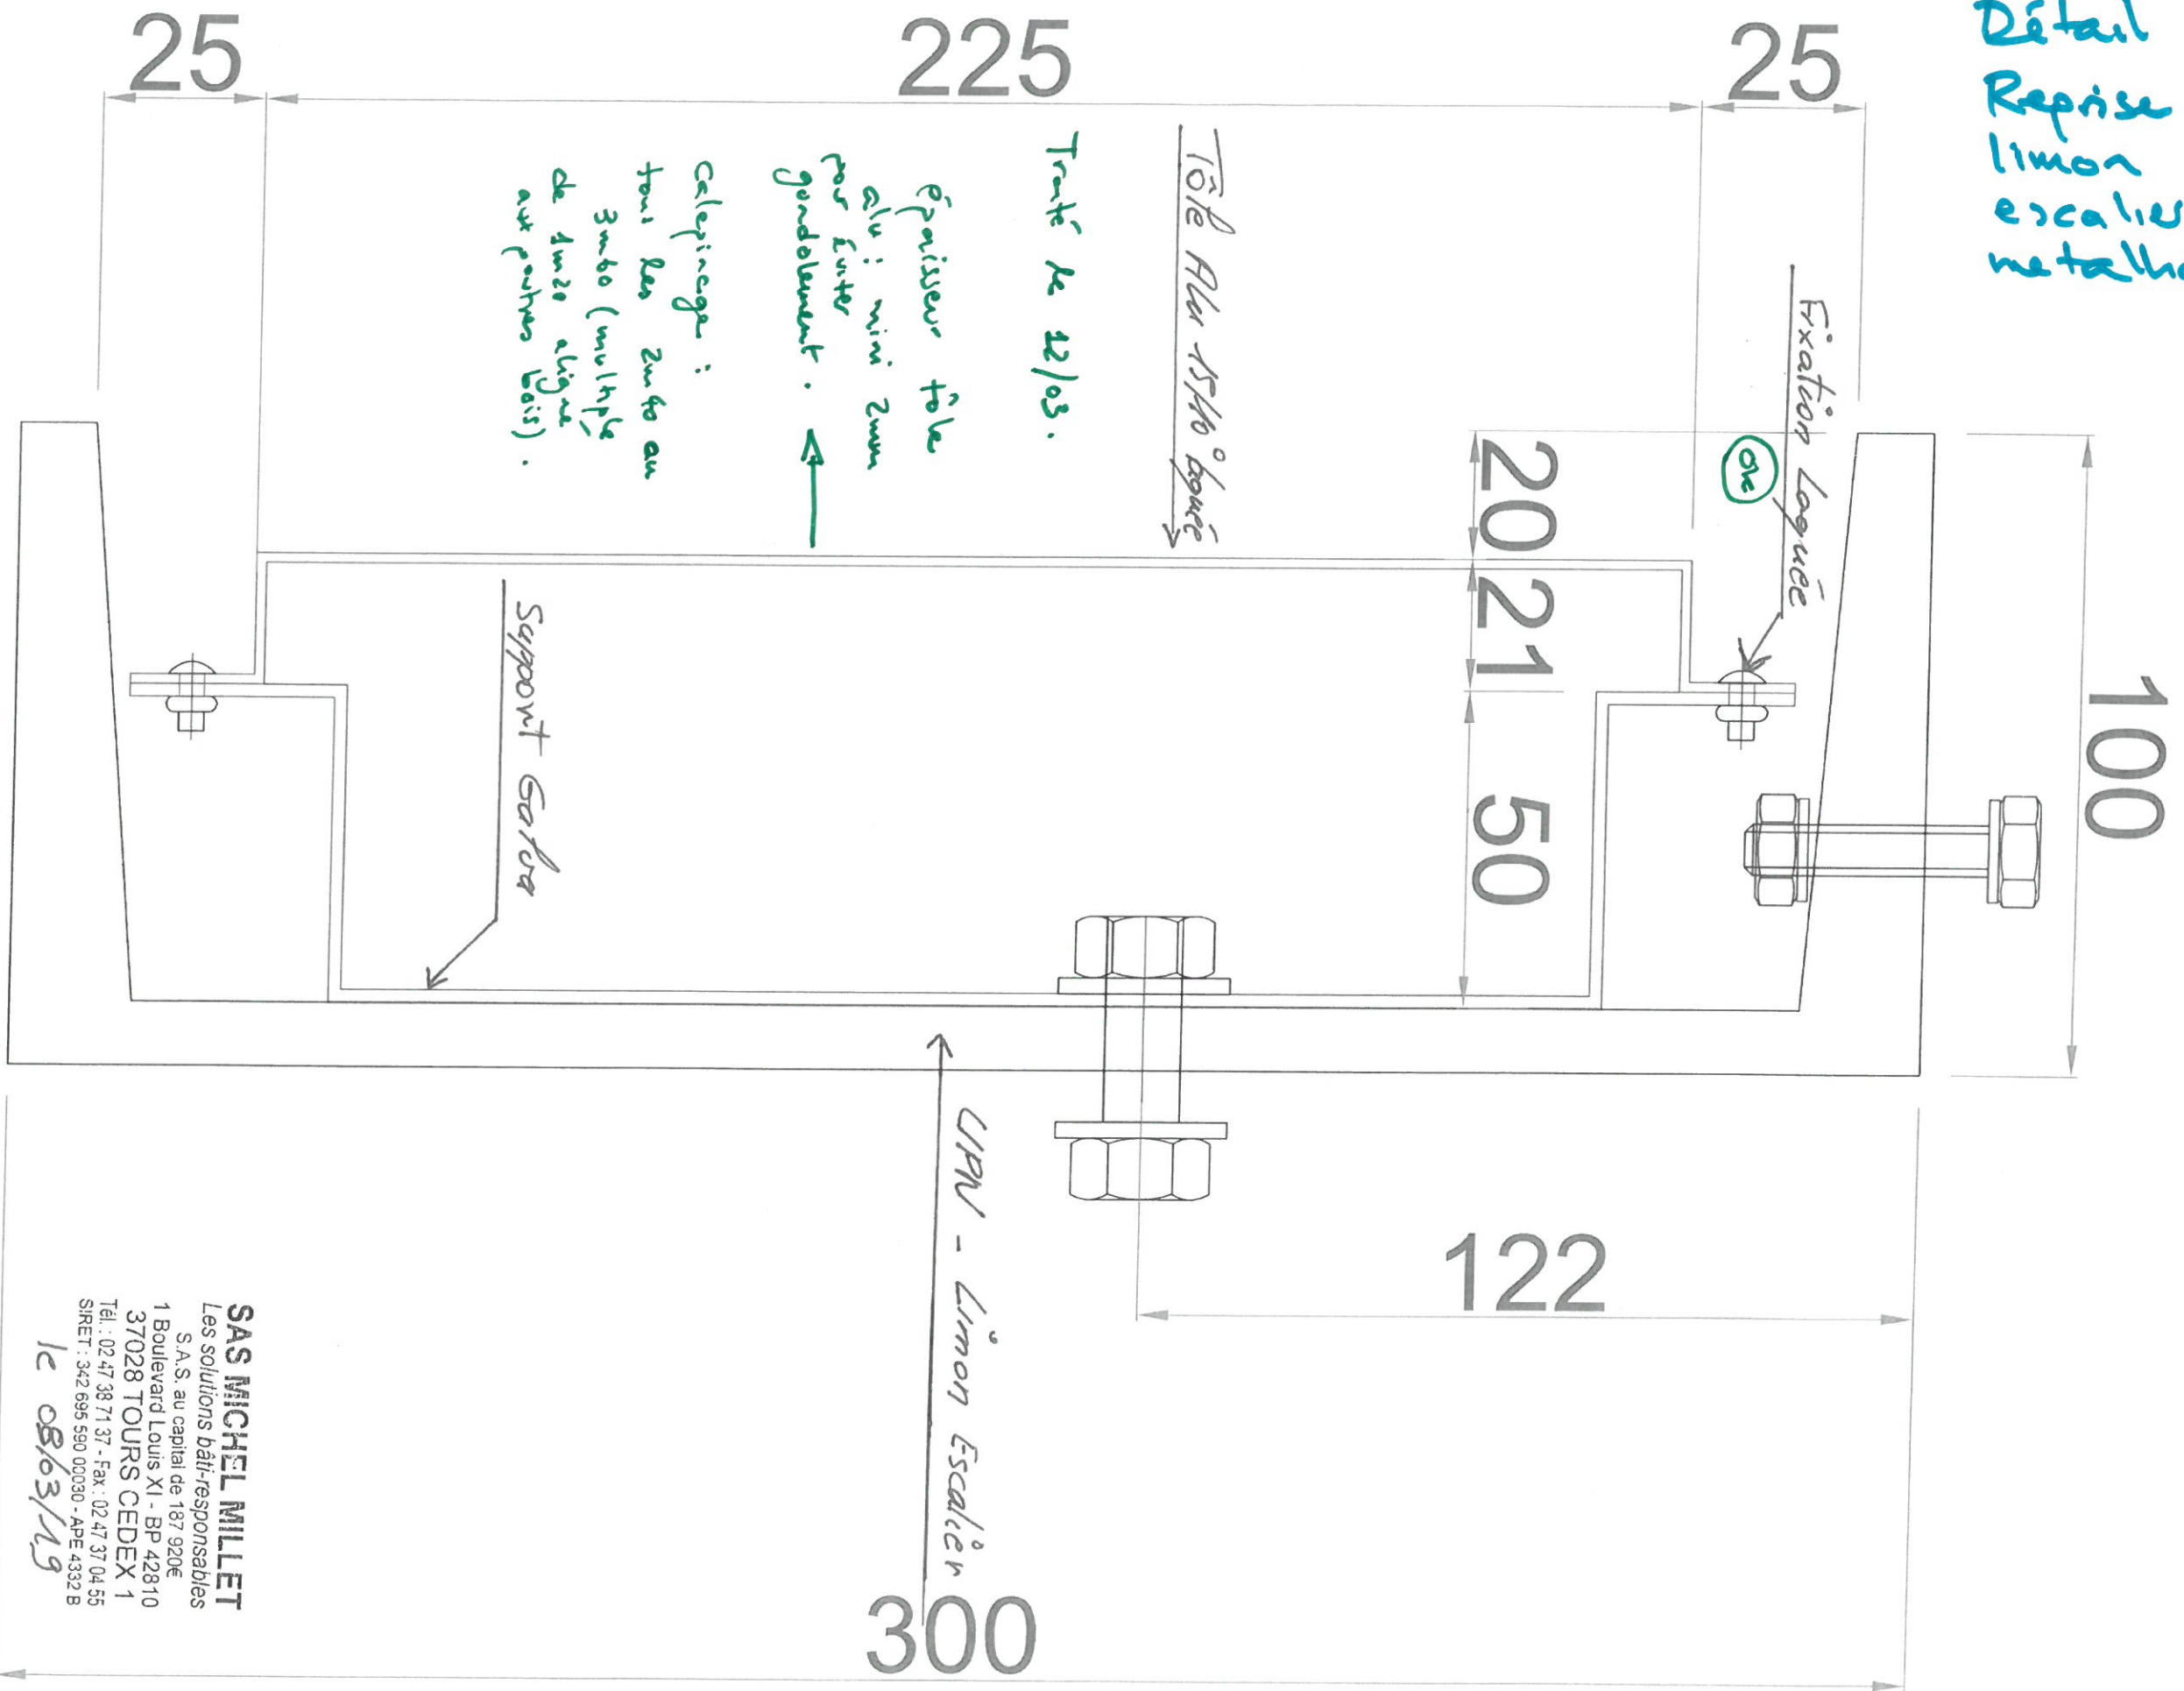 Détail
Reprise
limon
escalier
25
225
25
Fixation Laquée
OK
Tôle Alu 15/10 laquée
Traité le 12/03.
épaisseur tôle
alu : mini 2mm
pour éviter
gondolement.
Calepinage :
tous les 2m40 ou
3m60 (multiple
de 1m20 aligné
aux poutres bois).
20
21
50
100
Support Galva
UPN - Limon Escalier
122
300
SAS MICHEL MILLET
Les solutions bâti-responsables
S.A.S. au capital de 187 920€
1 Boulevard Louis XI - BP 42810
37028 TOURS CEDEX 1
Tél. : 02 47 38 71 37 - Fax : 02 47 37 04 55
SIRET : 342 695 590 00030 - APE 4332 B
le 08/03/19